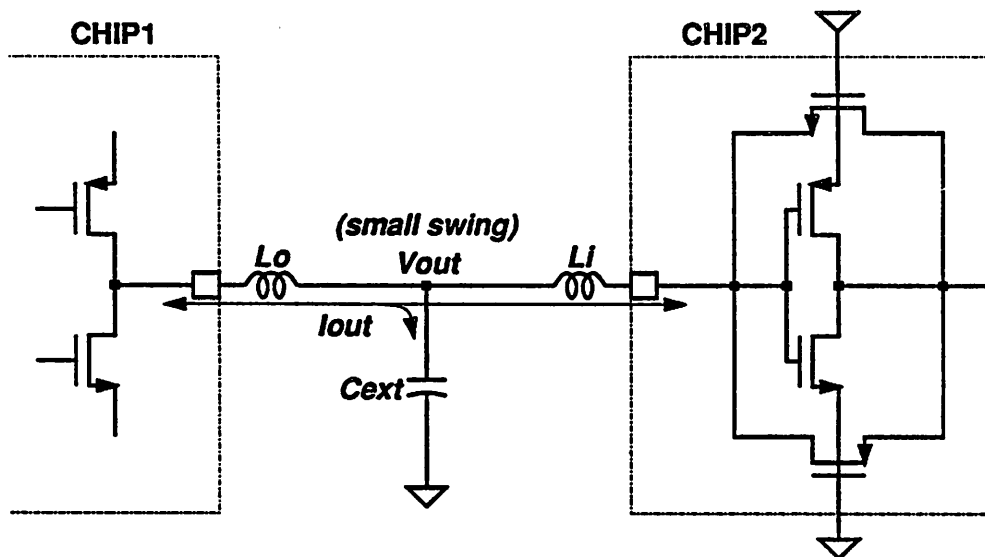 CHIP1
CHIP2
(small swing)
Lo
Vout
Li
Iout
Cext